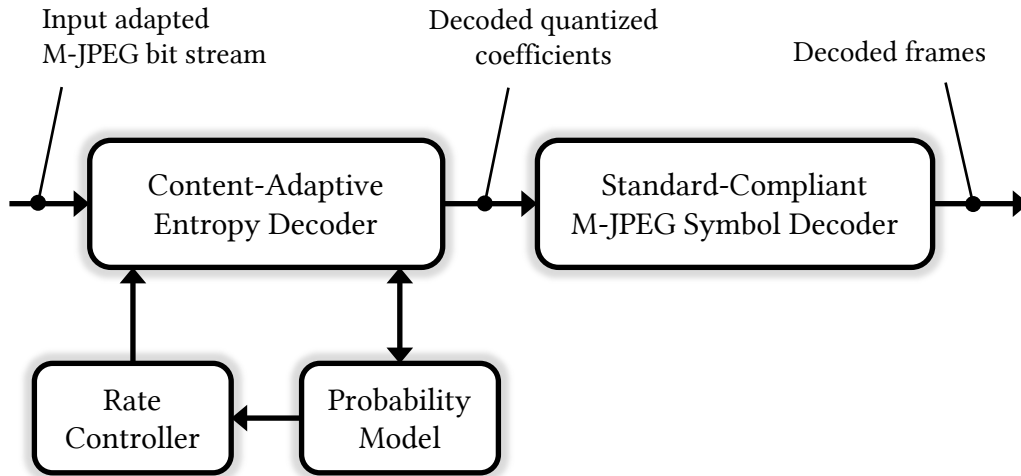 Input adapted
M-JPEG bit stream
Decoded quantized
coefficients
Decoded frames
Content-Adaptive
Entropy Decoder
Standard-Compliant
M-JPEG Symbol Decoder
Rate
Controller
Probability
Model